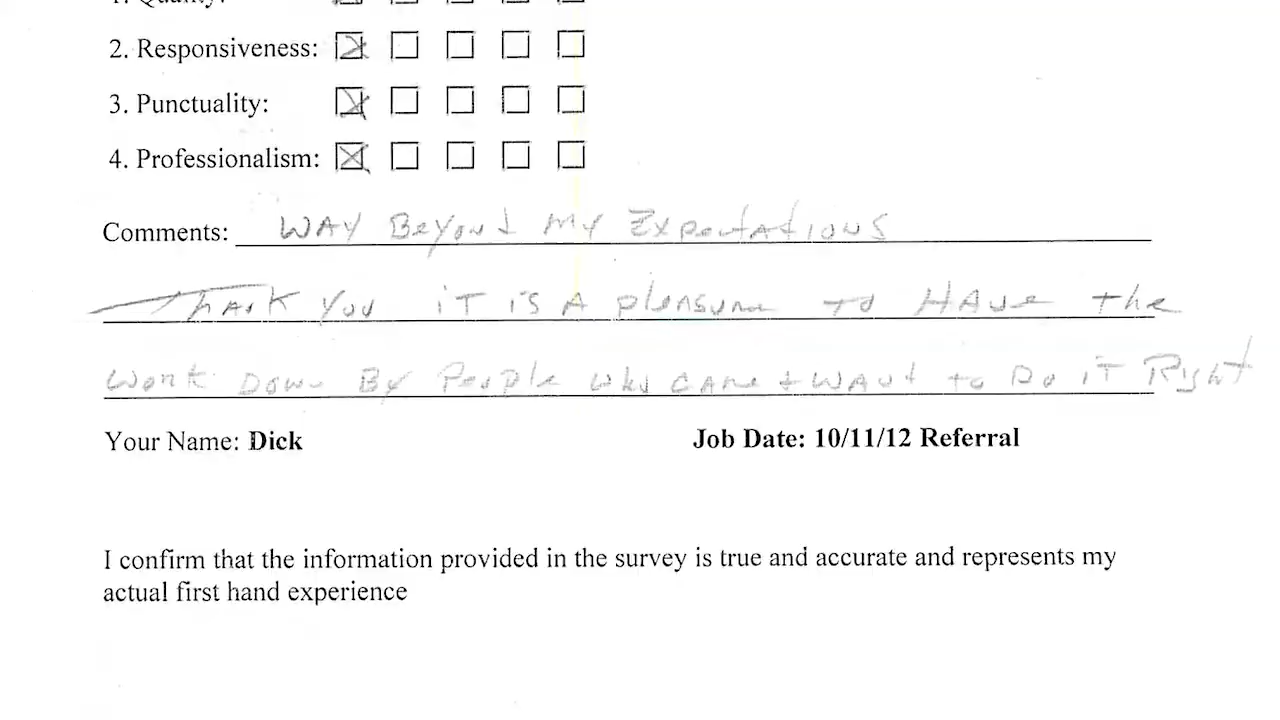 1. Quality:
2. Responsiveness:
3. Punctuality:
4. Professionalism:
Comments: WAY BeYond MY ExpectATIONS
ThANK You iT iS A pleasure to HAve the
Work Down By People who CAre + WANt to Do iT Right
Your Name: Dick Job Date: 10/11/12 Referral
I confirm that the information provided in the survey is true and accurate and represents my
actual first hand experience